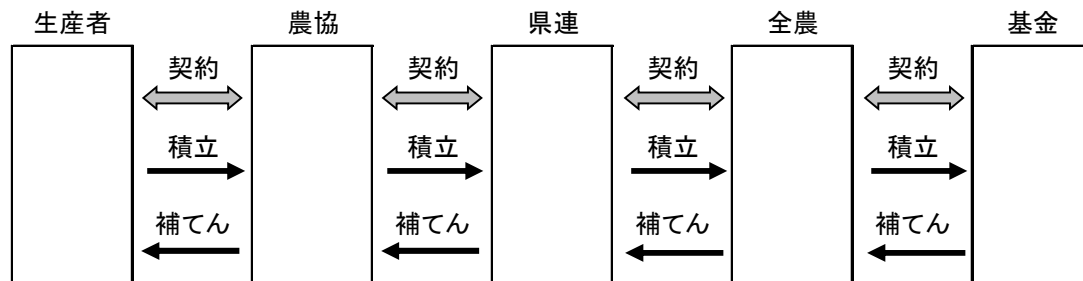 生産者 農協 県連 全農 基金
契約 契約 契約 契約
積立 積立 積立 積立
補てん 補てん 補てん 補てん